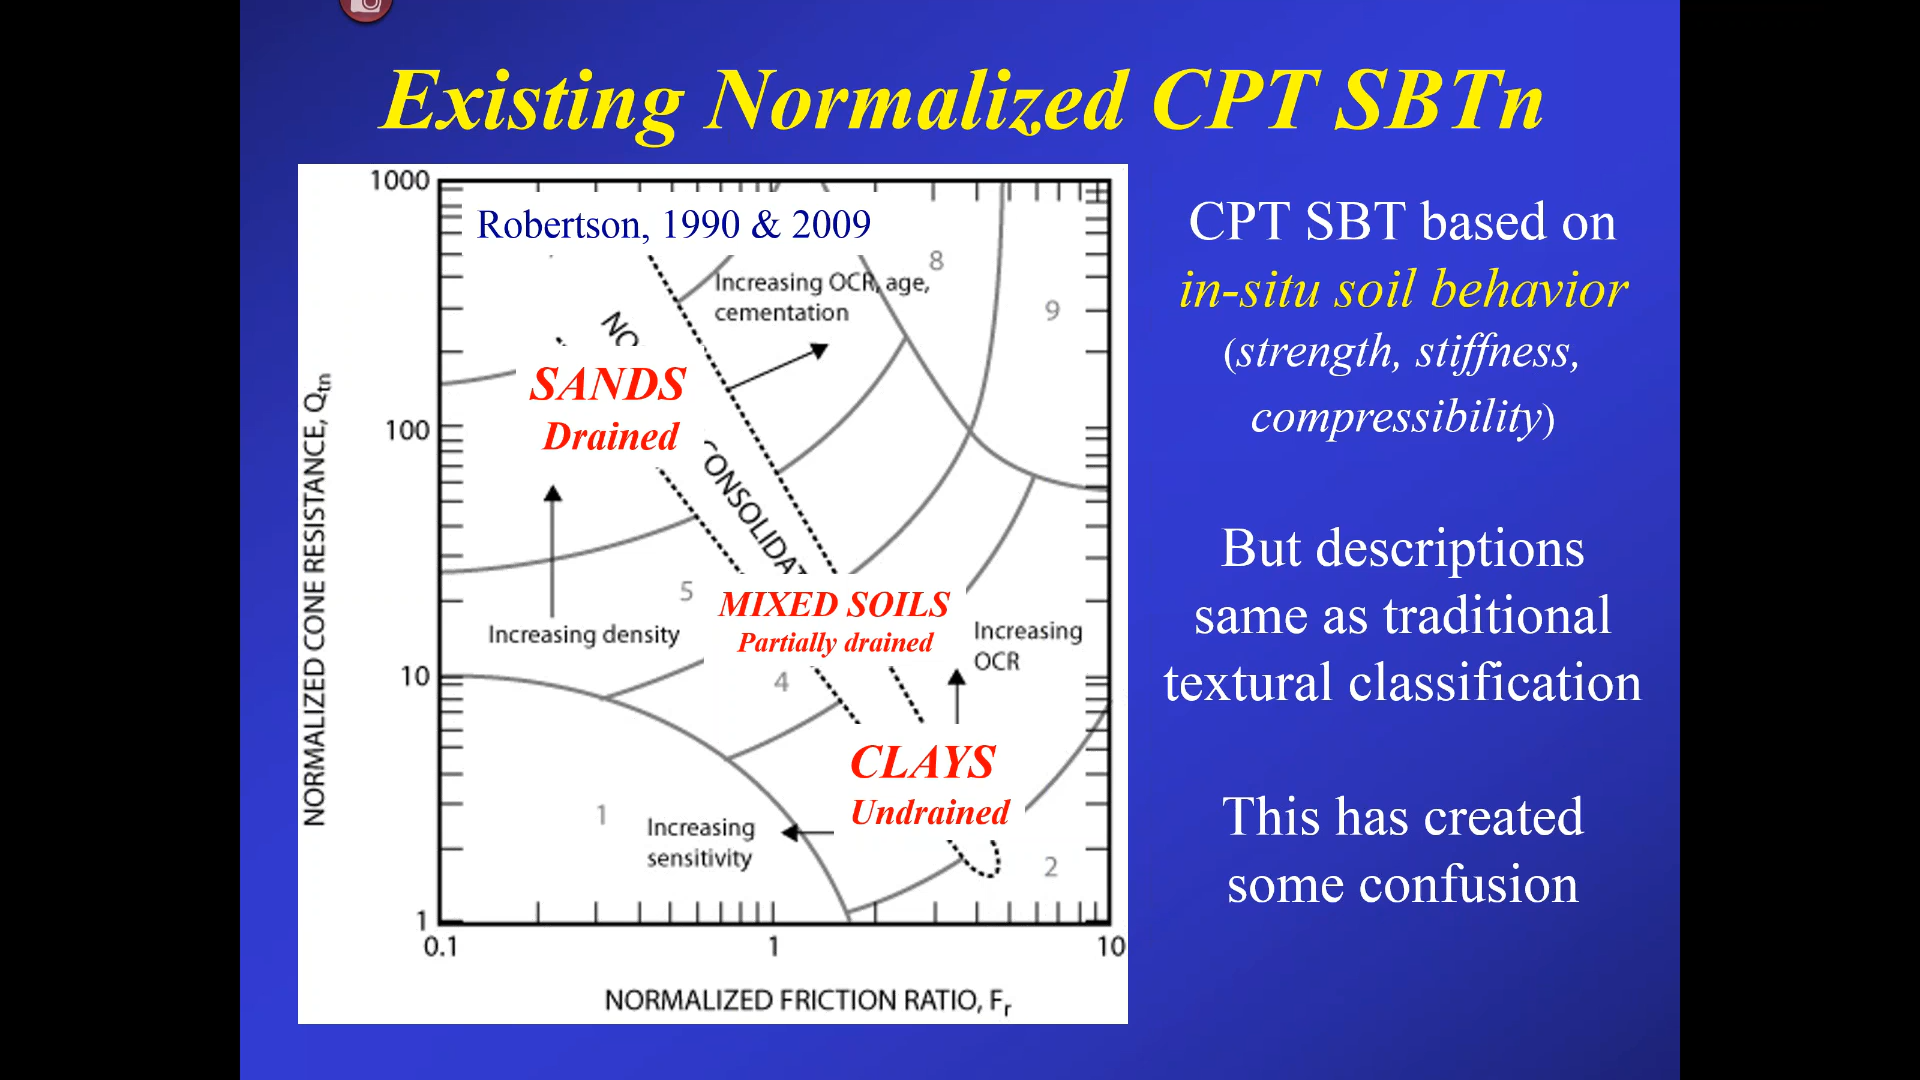 Existing Normalized CPT SBTn
1000
Robertson, 1990 & 2009
8
Increasing OCR, age,
cementation
9
NO
SANDS
Drained
100
ONSOLIDAT
NORMALIZED CONE RESISTANCE, Qtn
5
MIXED SOILS
Partially drained
Increasing density
Increasing
OCR
10
4
CLAYS
Undrained
1
Increasing
sensitivity
2
1
0.1
1
10
NORMALIZED FRICTION RATIO, Fr
CPT SBT based on
in-situ soil behavior
(strength, stiffness,
compressibility)
But descriptions
same as traditional
textural classification
This has created
some confusion